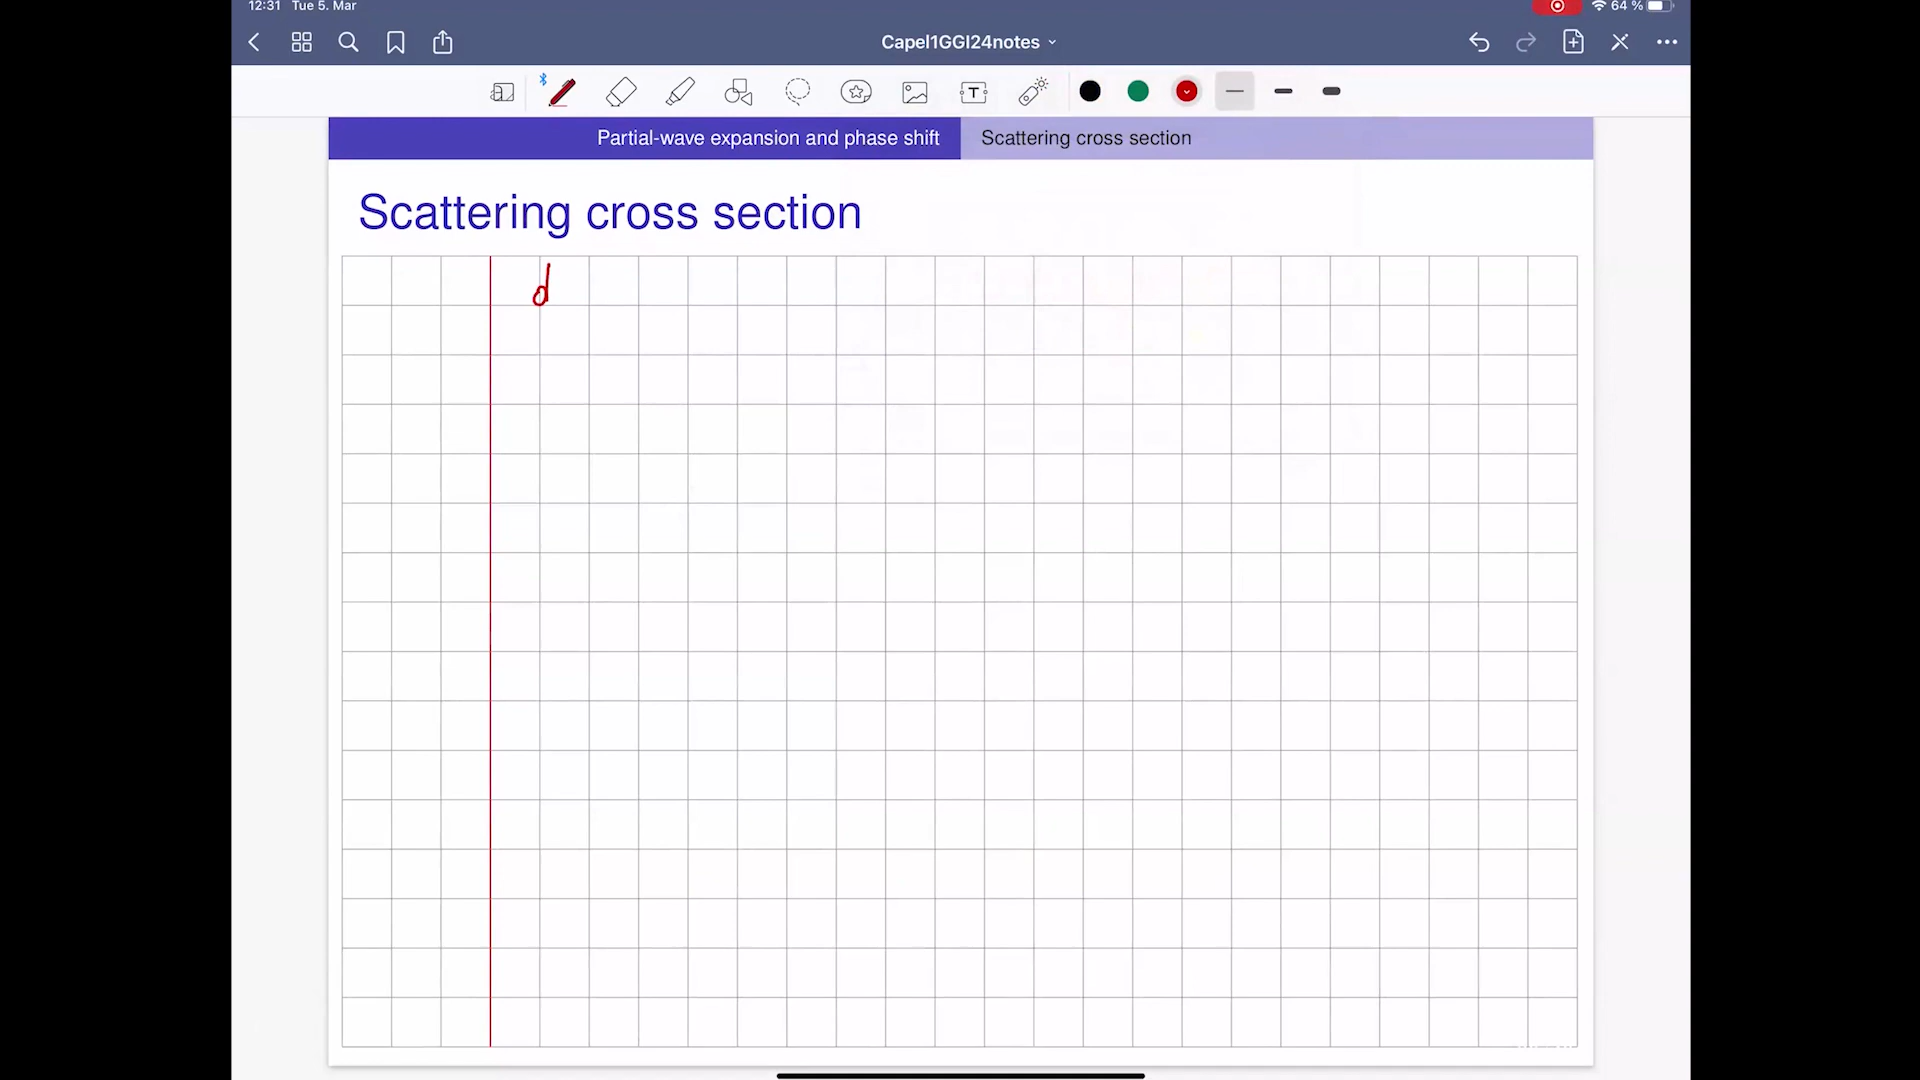 12:31 Tue 5. Mar 64 %
Capel1GGI24notes
T
Partial-wave expansion and phase shift Scattering cross section
Scattering cross section
d